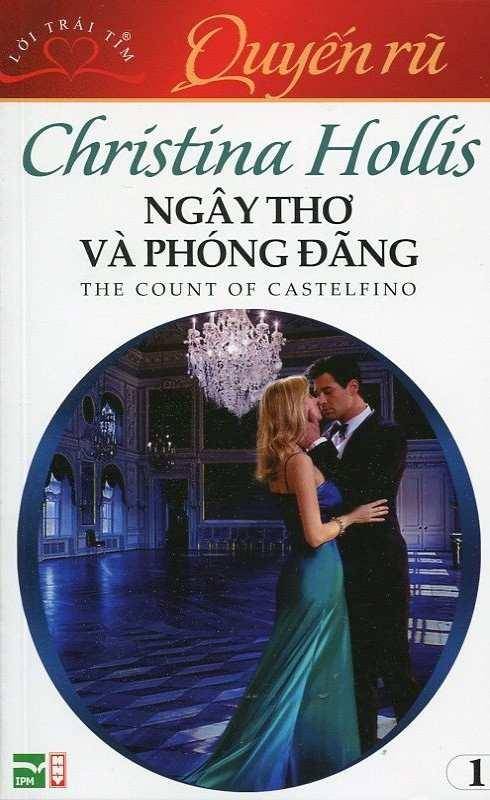 LỜI TRÁI TIM®
Quyến rũ
Christina Hollis
NGÂY THƠ
VÀ PHÓNG ĐÃNG
THE COUNT OF CASTELFINO
IPM
1